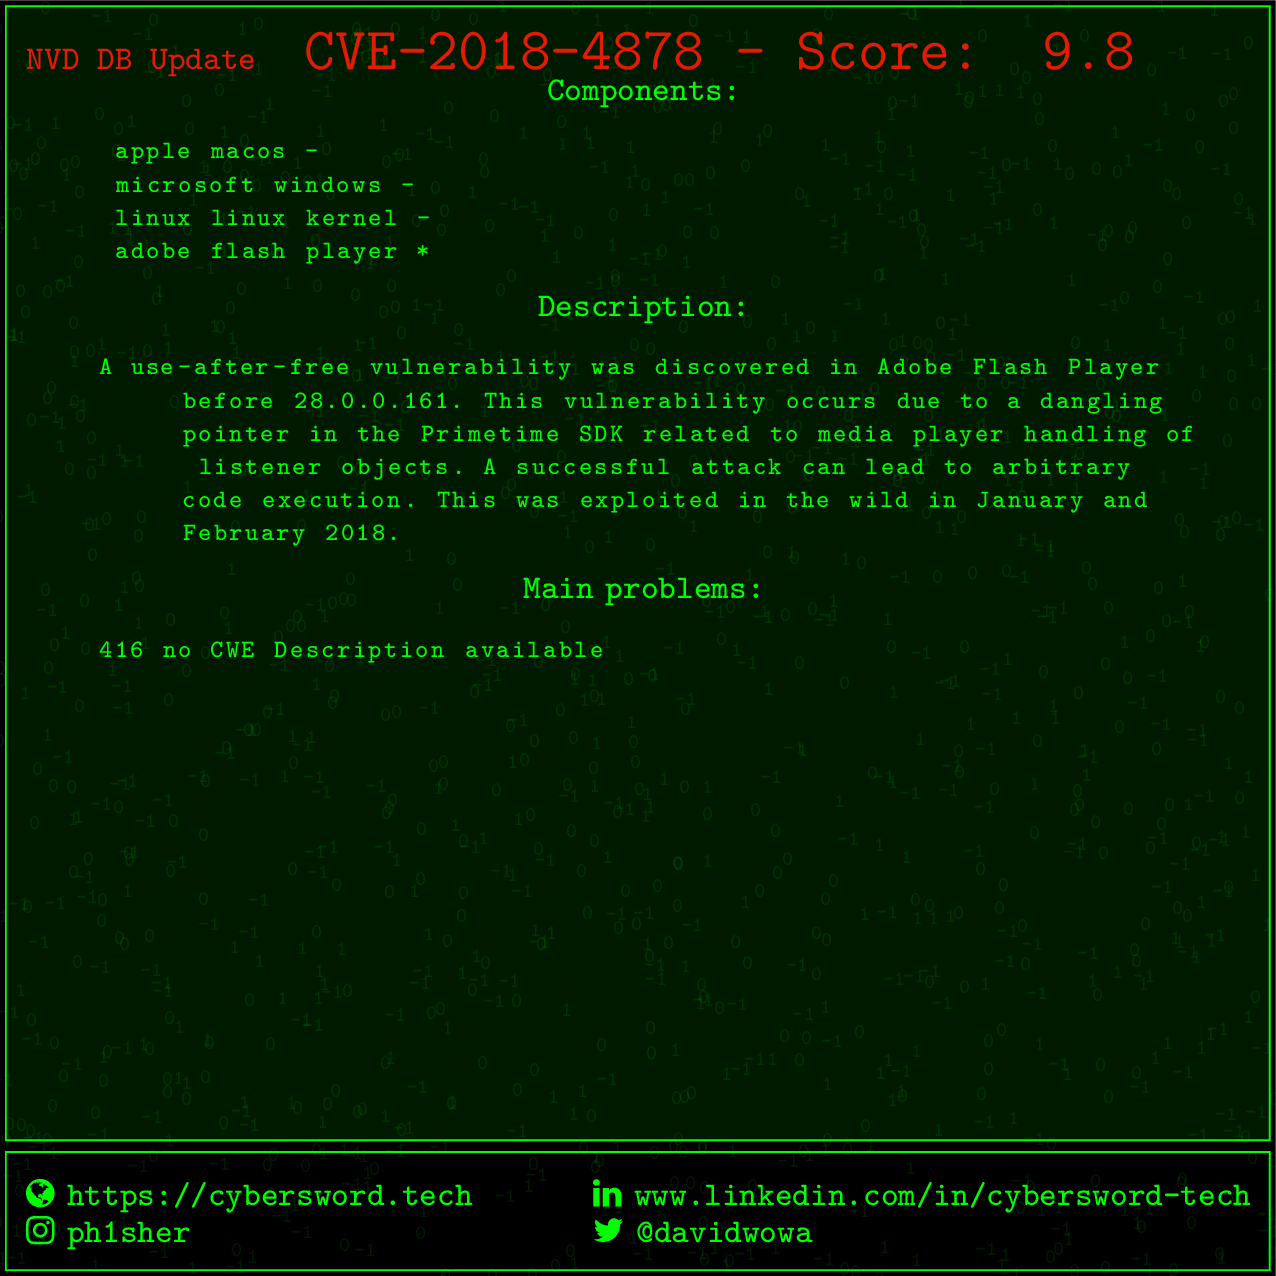 NVD DB Update CVE-2018-4878 - Score: 9.8
Components:
apple macos -
microsoft windows -
linux linux kernel -
adobe flash player *
Description:
A use-after-free vulnerability was discovered in Adobe Flash Player
before 28.0.0.161. This vulnerability occurs due to a dangling
pointer in the Primetime SDK related to media player handling of
listener objects. A successful attack can lead to arbitrary
code execution. This was exploited in the wild in January and
February 2018.
Main problems:
416 no CWE Description available
https://cybersword.tech www.linkedin.com/in/cybersword-tech
ph1sher @davidwowa